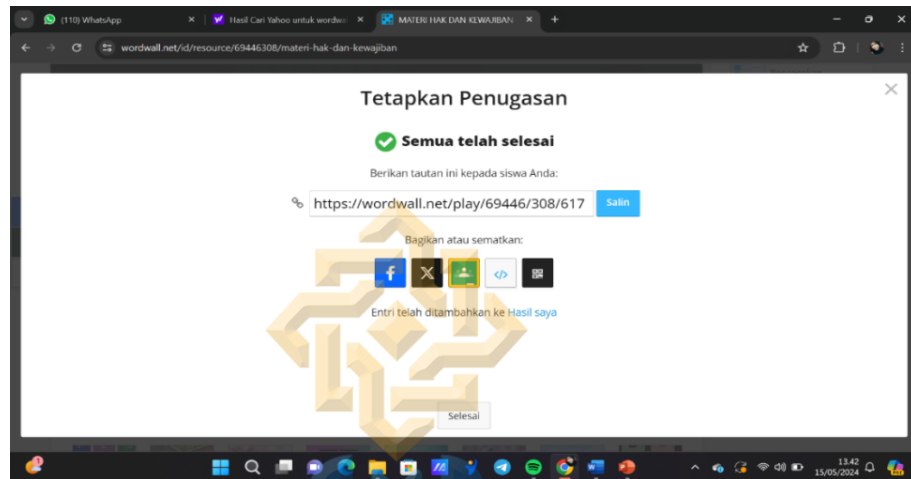 (110) WhatsApp
Hasil Cari Yahoo untuk wordwa
MATERI HAK DAN KEWAJIBAN
wordwall.net/id/resource/69446308/materi-hak-dan-kewajiban
Tetapkan Penugasan
Semua telah selesai
Berikan tautan ini kepada siswa Anda:
https://wordwall.net/play/69446/308/617
Salin
Bagikan atau sematkan:
Entri telah ditambahkan ke Hasil saya
Selesai
13.42
15/05/2024